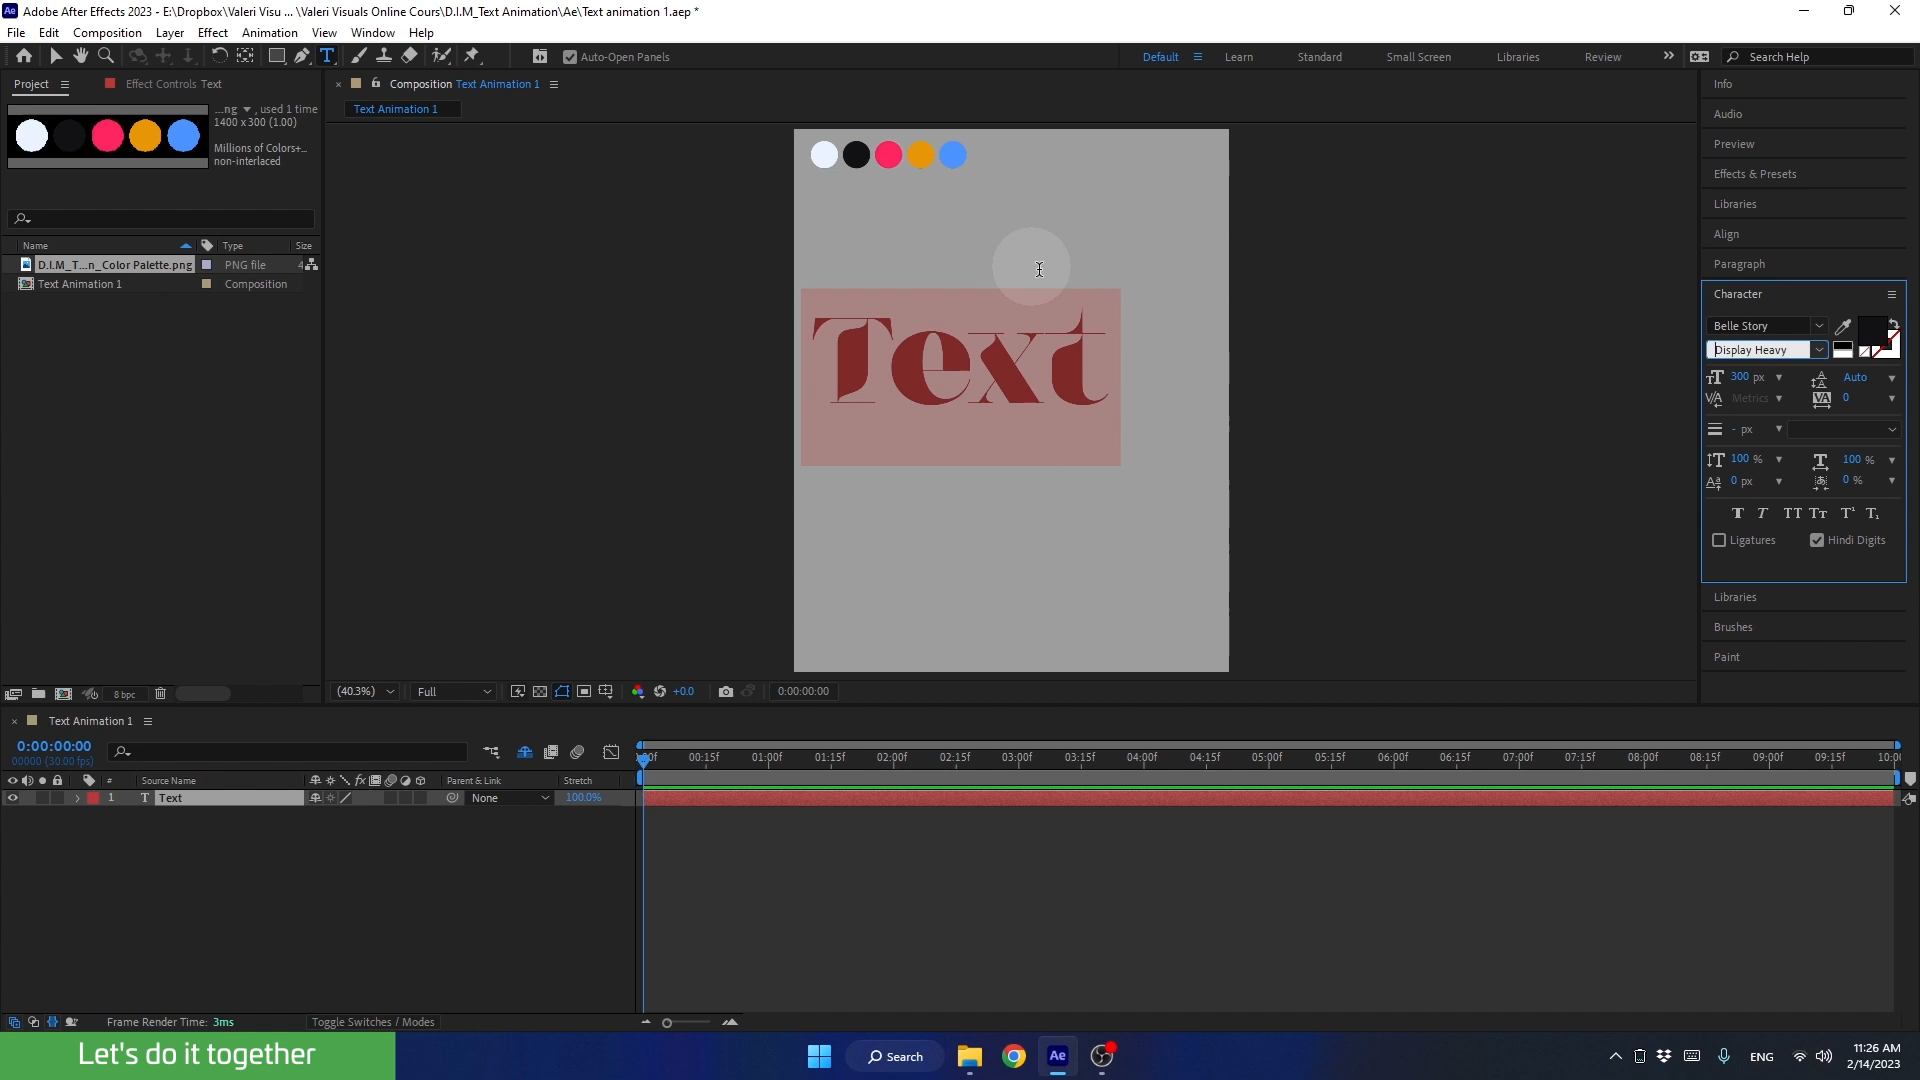 Adobe After Effects 2023 - E:\Dropbox\Valeri Visu ... \Valeri Visuals Online Cours\D.I.M_Text Animation\Ae\Text animation 1.aep *
File Edit Composition Layer Effect Animation View Window Help
Auto-Open Panels
Default Learn Standard Small Screen Libraries Review Search Help
Project Effect Controls Text
Composition Text Animation 1
Text Animation 1
...ng , used 1 time
1400 x 300 (1.00)
Millions of Colors+...
non-interlaced
Name Type Size
D.I.M_T...n_Color Palette.png PNG file 4
Text Animation 1 Composition
8 bpc
Text
(40.3%) Full +0.0 0:00:00:00
Info
Audio
Preview
Effects & Presets
Libraries
Align
Paragraph
Character
Belle Story
Display Heavy
300 px Auto
Metrics 0
- px
100 % 100 %
0 px 0 %
Ligatures Hindi Digits
Libraries
Brushes
Paint
Text Animation 1
0:00:00:00
00000 (30.00 fps)
# Source Name Parent & Link Stretch
1 Text None 100.0%
:00f 00:15f 01:00f 01:15f 02:00f 02:15f 03:00f 03:15f 04:00f 04:15f 05:00f 05:15f 06:00f 06:15f 07:00f 07:15f 08:00f 08:15f 09:00f 09:15f 10:00
Frame Render Time: 3ms Toggle Switches / Modes
Let's do it together
Search
ENG
11:26 AM
2/14/2023